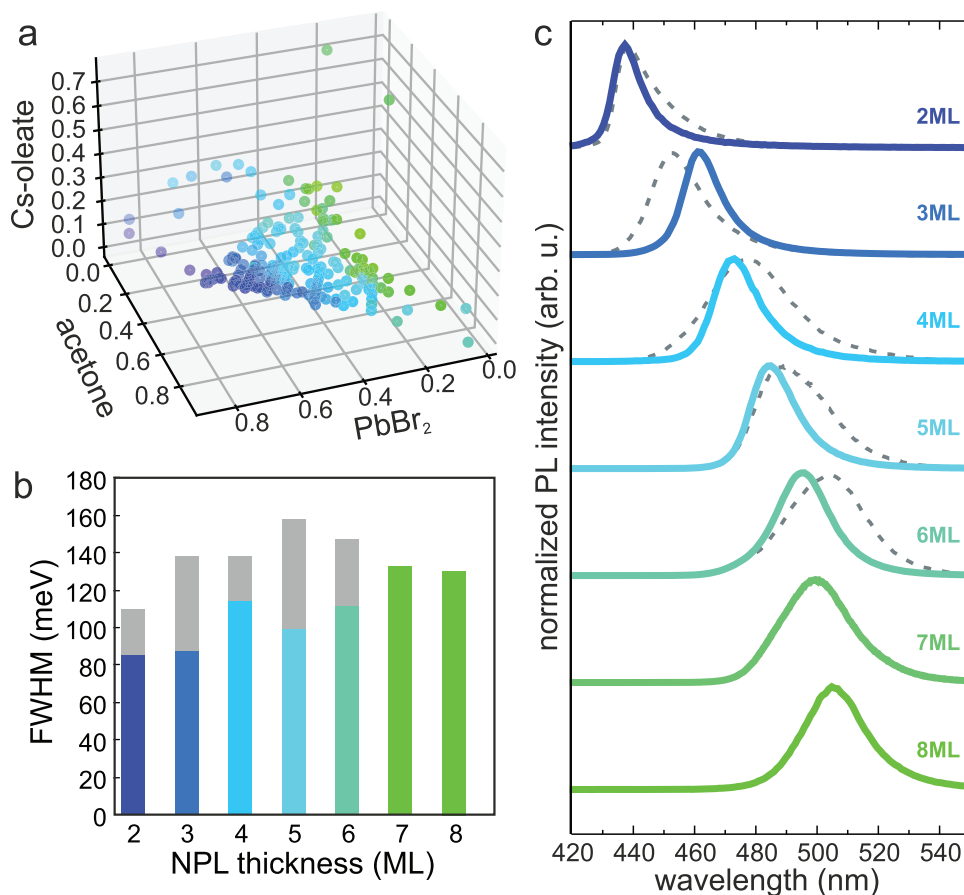 a
Cs-oleate
0.7
0.6
0.5
0.4
0.3
0.2
0.1
0.0
0.0
0.2
0.4
0.6
0.8
acetone
0.8
0.6
0.4
0.2
0.0
PbBr₂
b
FWHM (meV)
180
160
140
120
100
80
60
40
20
0
2 3 4 5 6 7 8
NPL thickness (ML)
c
normalized PL intensity (arb. u.)
2ML
3ML
4ML
5ML
6ML
7ML
8ML
420 440 460 480 500 520 540
wavelength (nm)